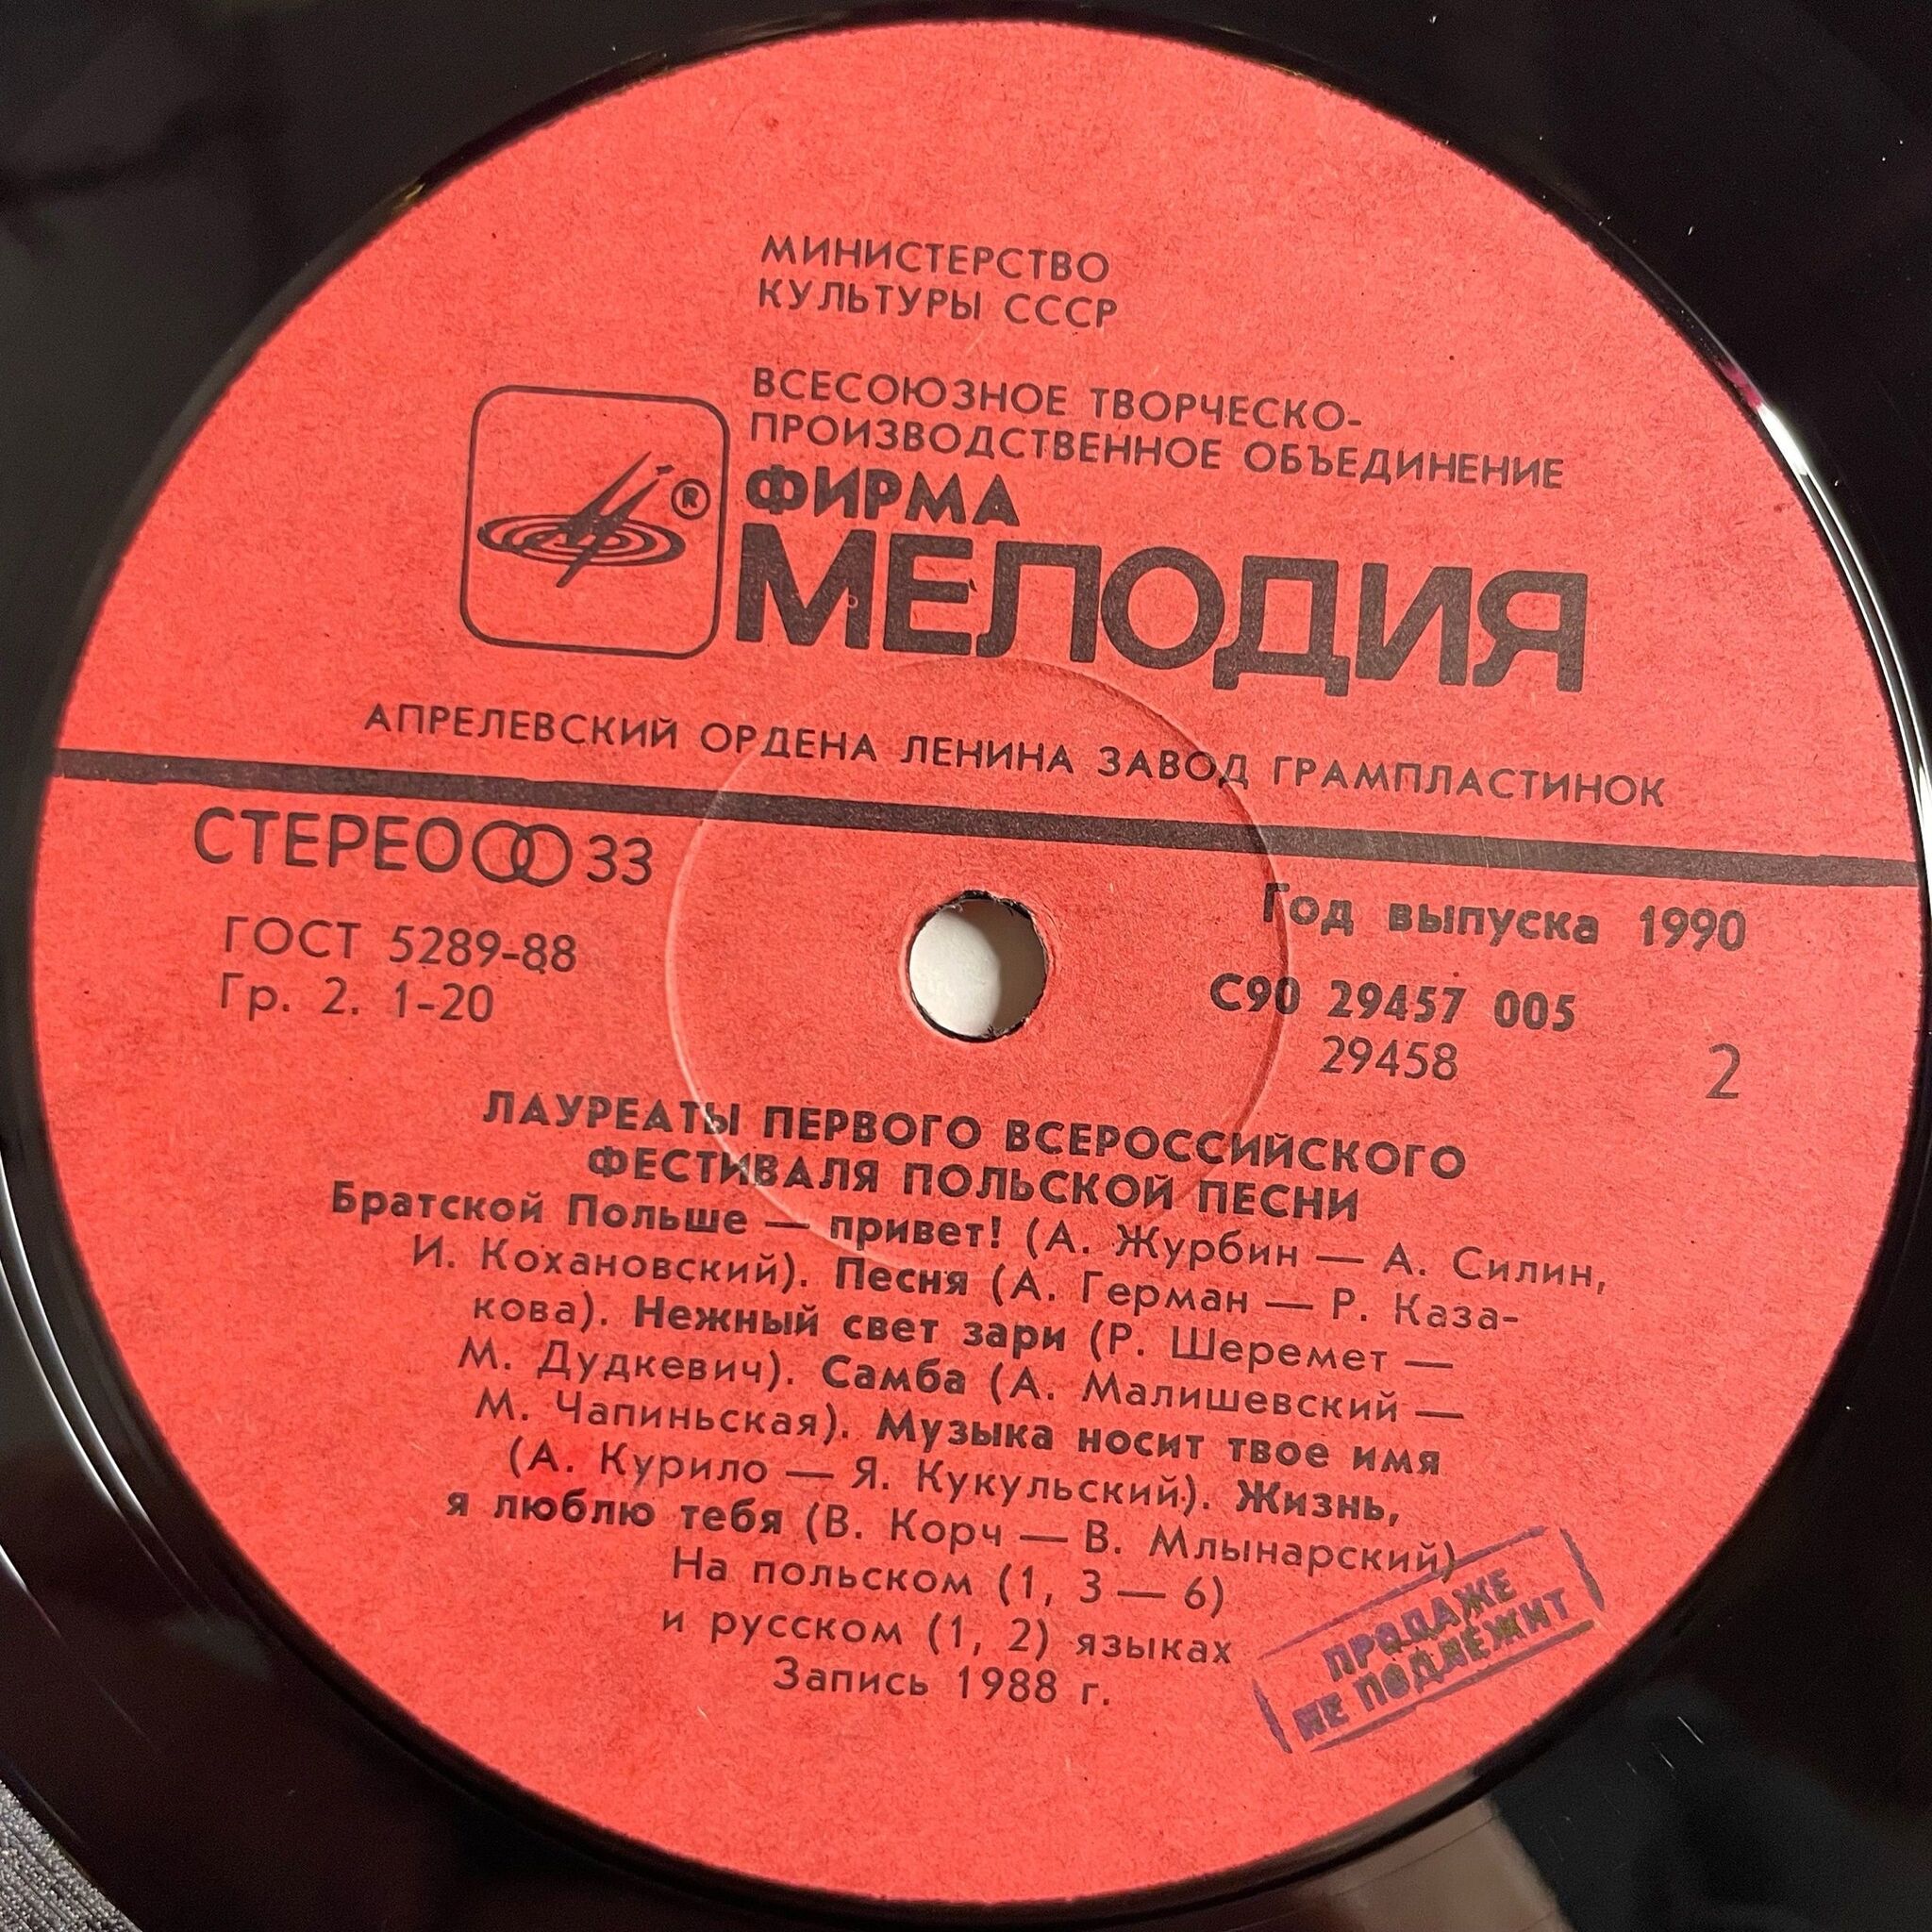 МИНИСТЕРСТВО
КУЛЬТУРЫ СССР
ВСЕСОЮЗНОЕ ТВОРЧЕСКО-
ПРОИЗВОДСТВЕННОЕ ОБЪЕДИНЕНИЕ
®
ФИРМА
МЕЛОДИЯ
АПРЕЛЕВСКИЙ ОРДЕНА ЛЕНИНА ЗАВОД ГРАМПЛАСТИНОК
СТЕРЕО 33
ГОСТ 5289-88
Гр. 2. 1-20
Год выпуска 1990
С90 29457 005
29458
2
ЛАУРЕАТЫ ПЕРВОГО ВСЕРОССИЙСКОГО
ФЕСТИВАЛЯ ПОЛЬСКОЙ ПЕСНИ
Братской Польше — привет! (А. Журбин — А. Силин,
И. Кохановский). Песня (А. Герман — Р. Каза-
кова). Нежный свет зари (Р. Шеремет —
М. Дудкевич). Самба (А. Малишевский —
М. Чапиньская). Музыка носит твое имя
(А. Курило — Я. Кукульский). Жизнь,
я люблю тебя (В. Корч — В. Млынарский)
На польском (1, 3 — 6)
и русском (1, 2) языках
Запись 1988 г.
ПРОДАЖЕ
НЕ ПОДЛЕЖИТ